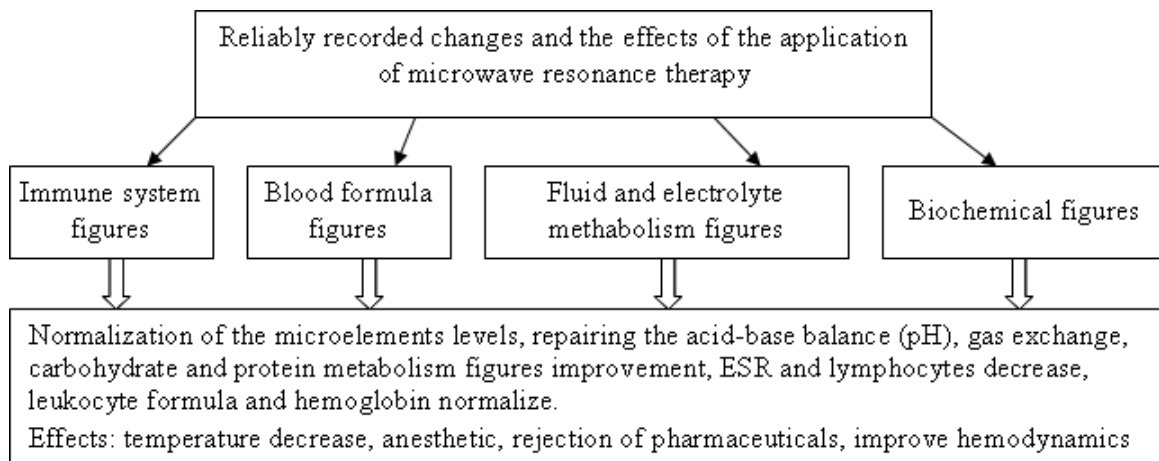 Reliably recorded changes and the effects of the application
of microwave resonance therapy
Immune system
figures
Blood formula
figures
Fluid and electrolyte
methabolism figures
Biochemical figures
Normalization of the microelements levels, repairing the acid-base balance (pH), gas exchange,
carbohydrate and protein metabolism figures improvement, ESR and lymphocytes decrease,
leukocyte formula and hemoglobin normalize.
Effects: temperature decrease, anesthetic, rejection of pharmaceuticals, improve hemodynamics